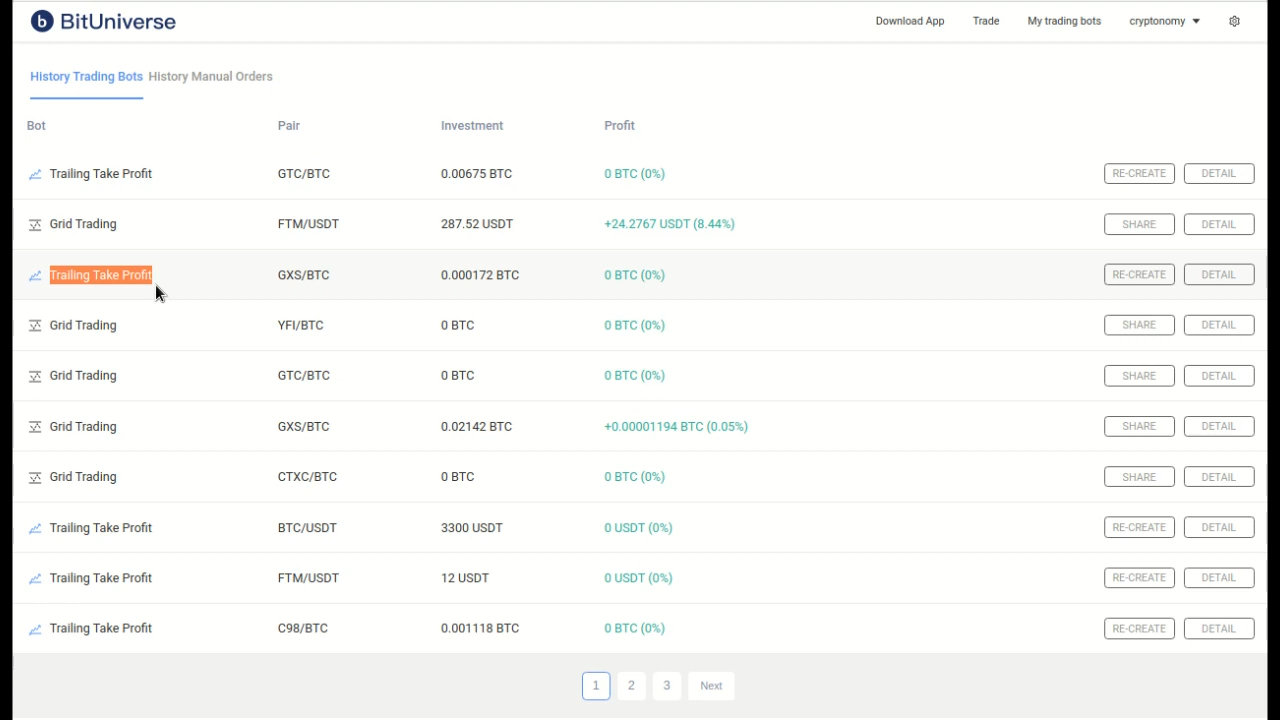 BitUniverse Download App Trade My trading bots cryptonomy
History Trading Bots History Manual Orders
Bot Pair Investment Profit
Trailing Take Profit GTC/BTC 0.00675 BTC 0 BTC (0%) RE-CREATE DETAIL
Grid Trading FTM/USDT 287.52 USDT +24.2767 USDT (8.44%) SHARE DETAIL
Trailing Take Profit GXS/BTC 0.000172 BTC 0 BTC (0%) RE-CREATE DETAIL
Grid Trading YFI/BTC 0 BTC 0 BTC (0%) SHARE DETAIL
Grid Trading GTC/BTC 0 BTC 0 BTC (0%) SHARE DETAIL
Grid Trading GXS/BTC 0.02142 BTC +0.00001194 BTC (0.05%) SHARE DETAIL
Grid Trading CTXC/BTC 0 BTC 0 BTC (0%) SHARE DETAIL
Trailing Take Profit BTC/USDT 3300 USDT 0 USDT (0%) RE-CREATE DETAIL
Trailing Take Profit FTM/USDT 12 USDT 0 USDT (0%) RE-CREATE DETAIL
Trailing Take Profit C98/BTC 0.001118 BTC 0 BTC (0%) RE-CREATE DETAIL
1 2 3 Next